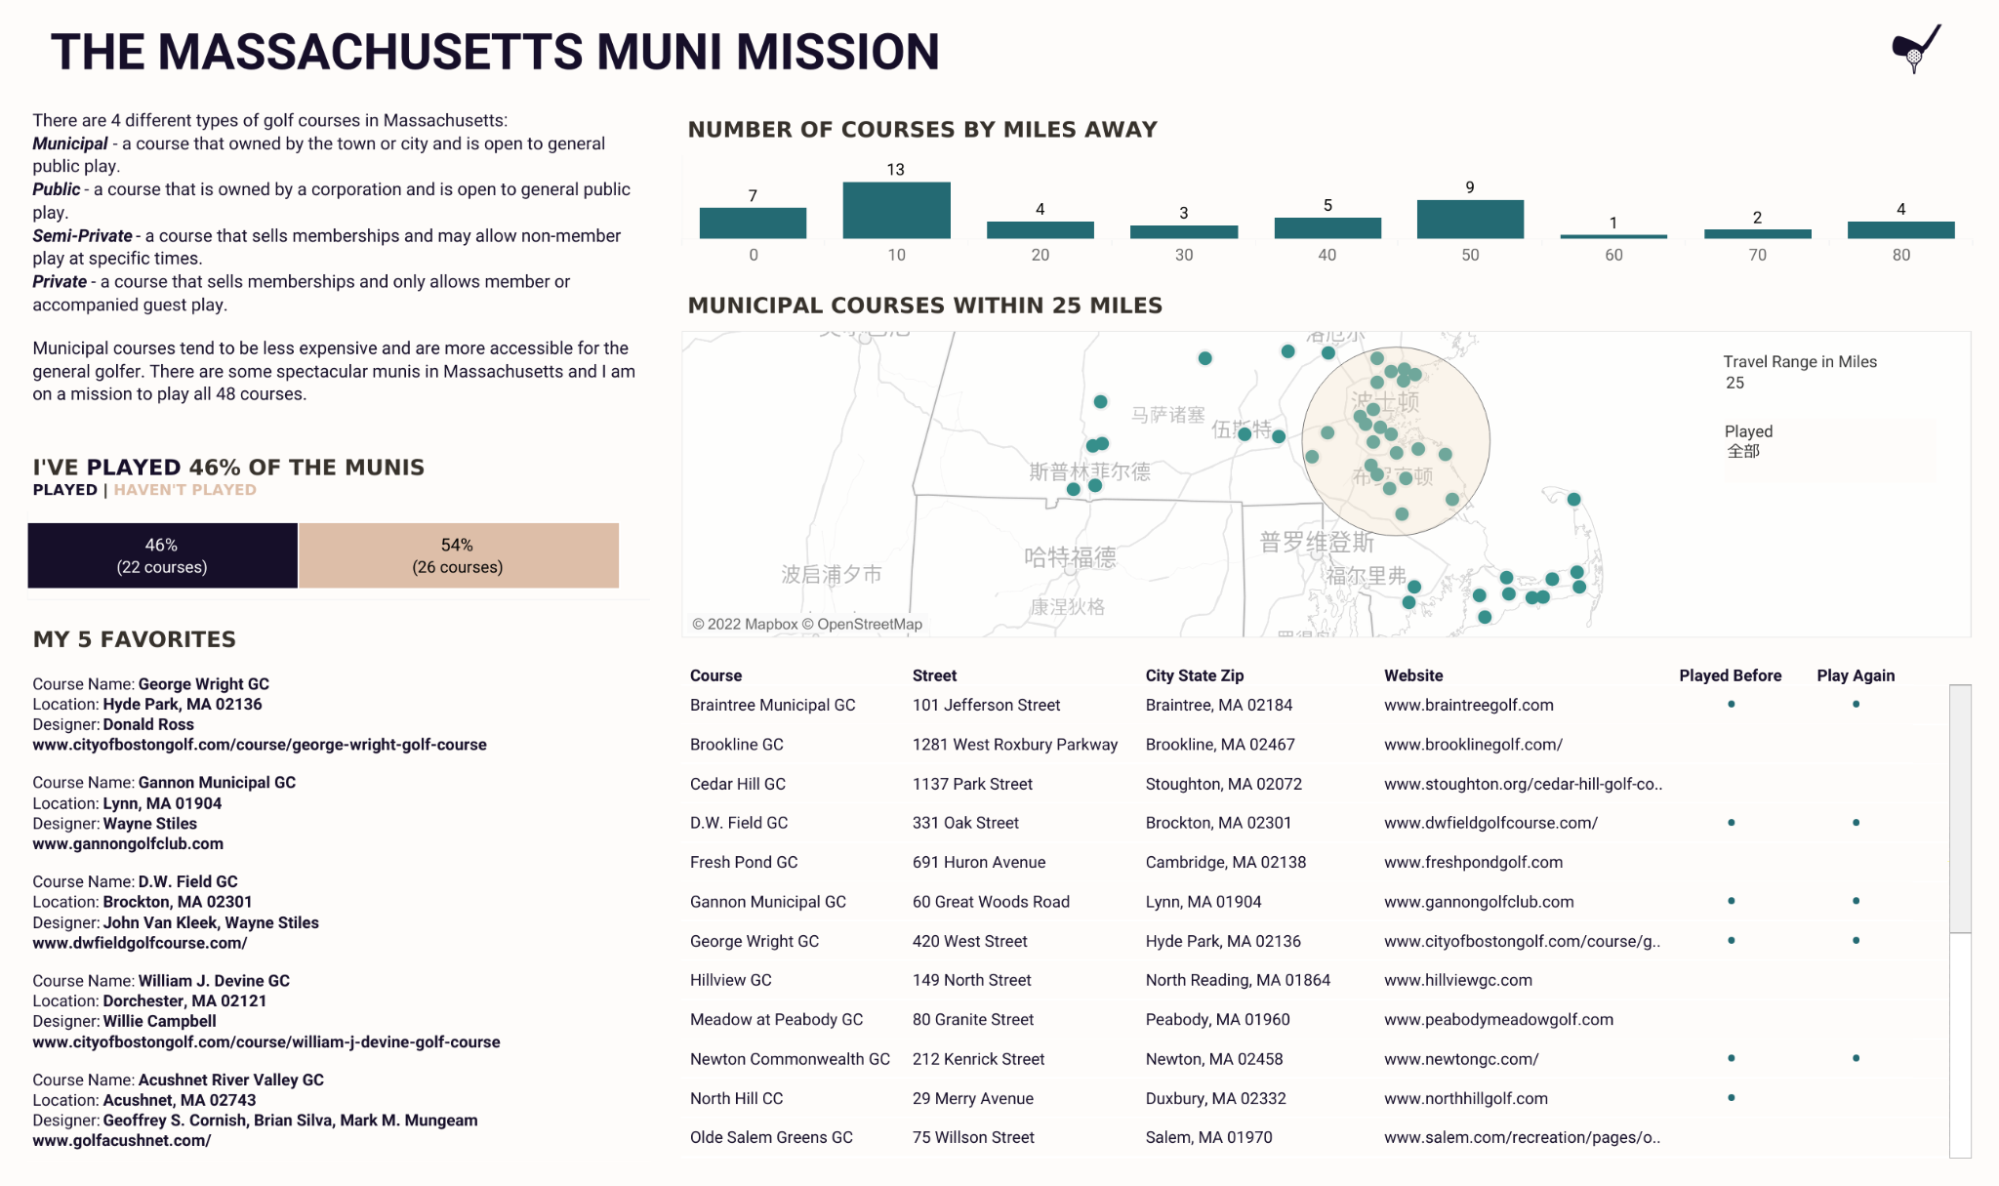 THE MASSACHUSETTS MUNI MISSION
There are 4 different types of golf courses in Massachusetts:
Municipal - a course that owned by the town or city and is open to general
public play.
Public - a course that is owned by a corporation and is open to general public
play.
Semi-Private - a course that sells memberships and may allow non-member
play at specific times.
Private - a course that sells memberships and only allows member or
accompanied guest play.
Municipal courses tend to be less expensive and are more accessible for the
general golfer. There are some spectacular munis in Massachusetts and I am
on a mission to play all 48 courses.
I'VE PLAYED 46% OF THE MUNIS
PLAYED | HAVEN'T PLAYED
46%
(22 courses)
54%
(26 courses)
MY 5 FAVORITES
Course Name: George Wright GC
Location: Hyde Park, MA 02136
Designer: Donald Ross
www.cityofbostongolf.com/course/george-wright-golf-course
Course Name: Gannon Municipal GC
Location: Lynn, MA 01904
Designer: Wayne Stiles
www.gannongolfclub.com
Course Name: D.W. Field GC
Location: Brockton, MA 02301
Designer: John Van Kleek, Wayne Stiles
www.dwfieldgolfcourse.com/
Course Name: William J. Devine GC
Location: Dorchester, MA 02121
Designer: Willie Campbell
www.cityofbostongolf.com/course/william-j-devine-golf-course
Course Name: Acushnet River Valley GC
Location: Acushnet, MA 02743
Designer: Geoffrey S. Cornish, Brian Silva, Mark M. Mungeam
www.golfacushnet.com/
NUMBER OF COURSES BY MILES AWAY
7 13 4 3 5 9 1 2 4
0 10 20 30 40 50 60 70 80
MUNICIPAL COURSES WITHIN 25 MILES
洛厄尔
波士顿
马萨诸塞
伍斯特
斯普林菲尔德
布罗克顿
普罗维登斯
哈特福德
波启浦夕市
福尔里弗
康涅狄格
© 2022 Mapbox © OpenStreetMap
Travel Range in Miles
25
Played
全部
Course Street City State Zip Website Played Before Play Again
Braintree Municipal GC 101 Jefferson Street Braintree, MA 02184 www.braintreegolf.com • •
Brookline GC 1281 West Roxbury Parkway Brookline, MA 02467 www.brooklinegolf.com/
Cedar Hill GC 1137 Park Street Stoughton, MA 02072 www.stoughton.org/cedar-hill-golf-co..
D.W. Field GC 331 Oak Street Brockton, MA 02301 www.dwfieldgolfcourse.com/ • •
Fresh Pond GC 691 Huron Avenue Cambridge, MA 02138 www.freshpondgolf.com
Gannon Municipal GC 60 Great Woods Road Lynn, MA 01904 www.gannongolfclub.com • •
George Wright GC 420 West Street Hyde Park, MA 02136 www.cityofbostongolf.com/course/g.. • •
Hillview GC 149 North Street North Reading, MA 01864 www.hillviewgc.com
Meadow at Peabody GC 80 Granite Street Peabody, MA 01960 www.peabodymeadowgolf.com
Newton Commonwealth GC 212 Kenrick Street Newton, MA 02458 www.newtongc.com/ • •
North Hill CC 29 Merry Avenue Duxbury, MA 02332 www.northhillgolf.com •
Olde Salem Greens GC 75 Willson Street Salem, MA 01970 www.salem.com/recreation/pages/o..